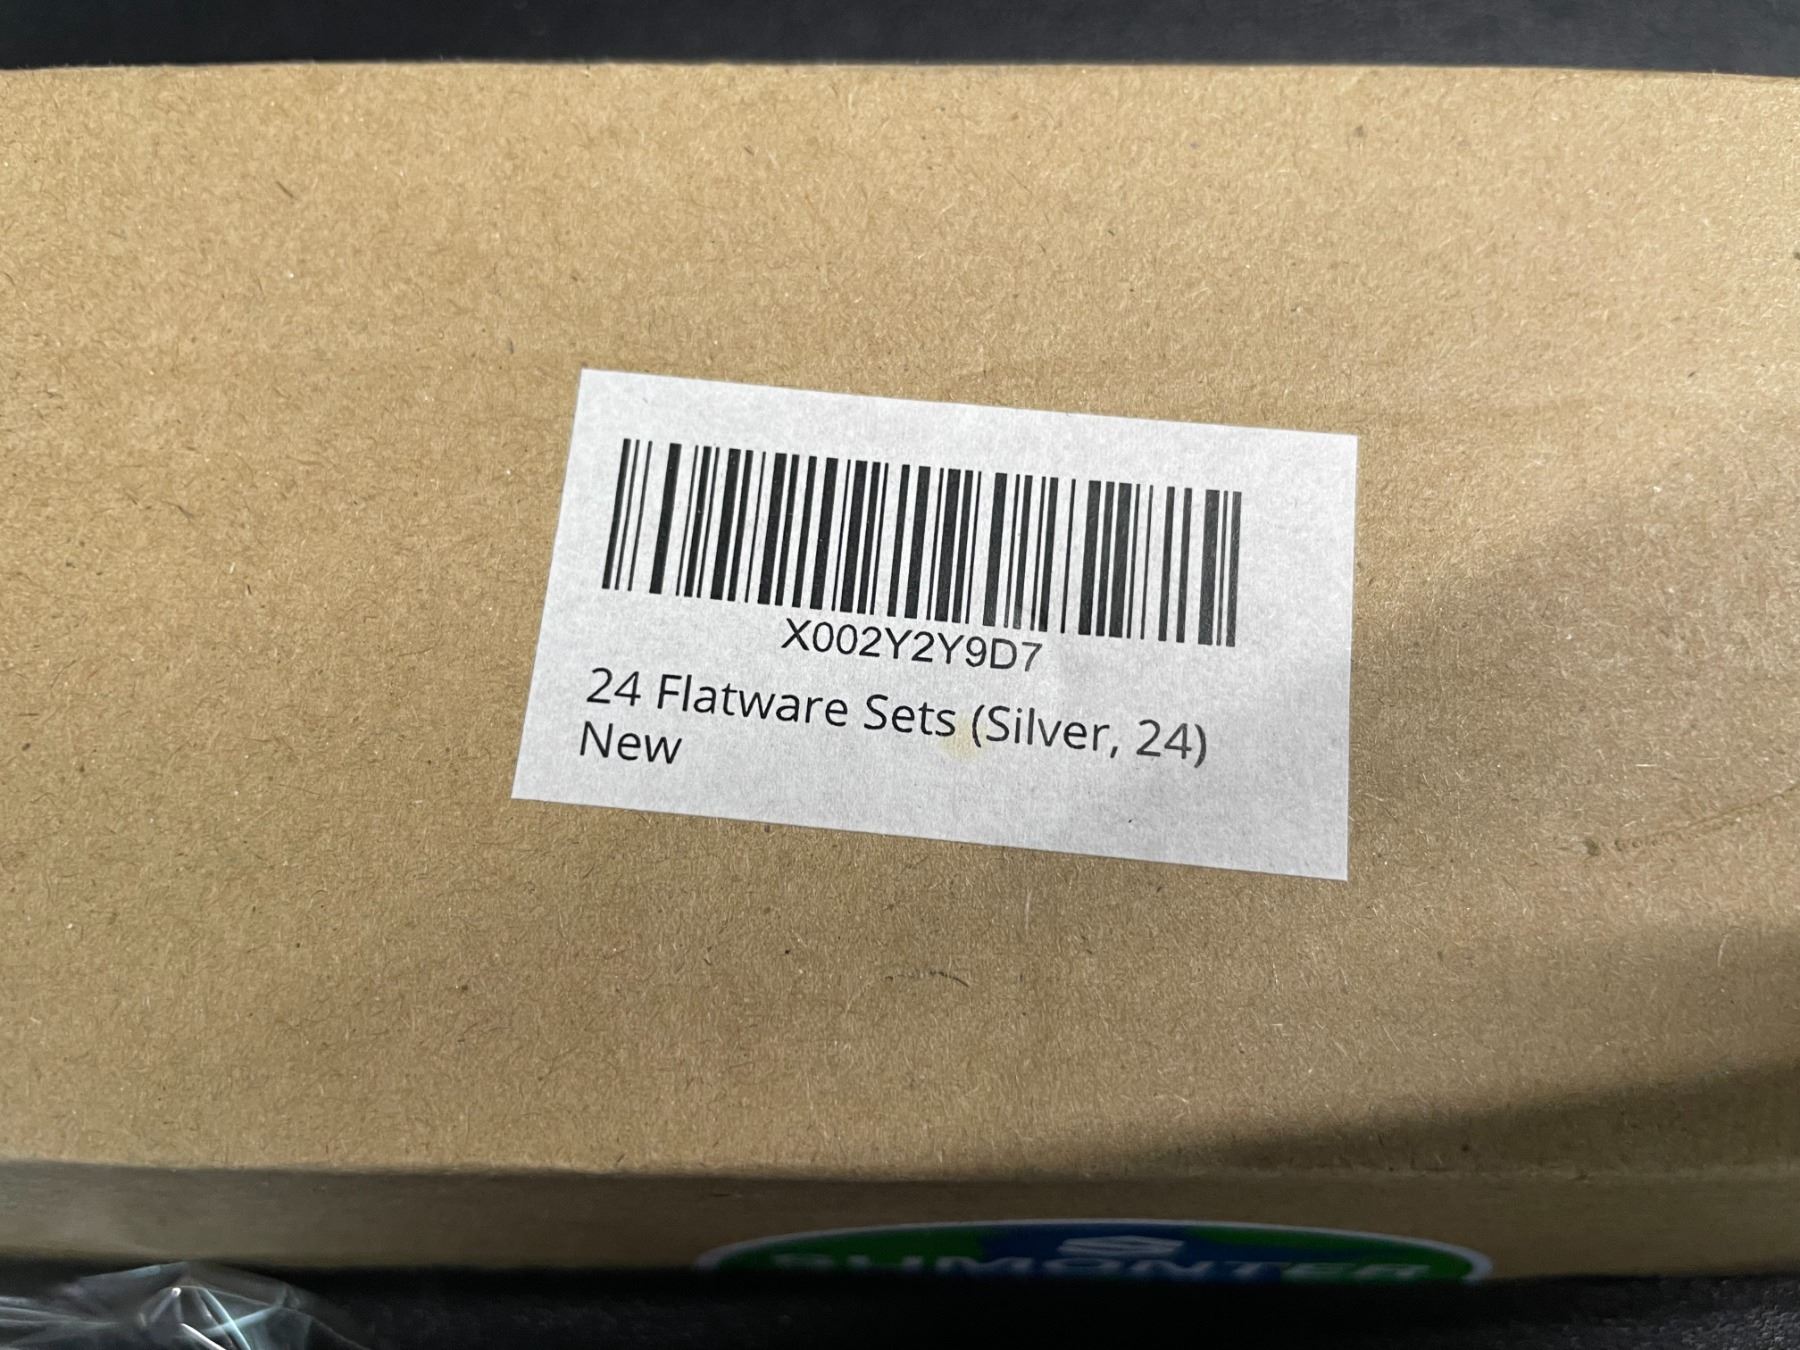 X002Y2Y9D7
24 Flatware Sets (Silver, 24)
New